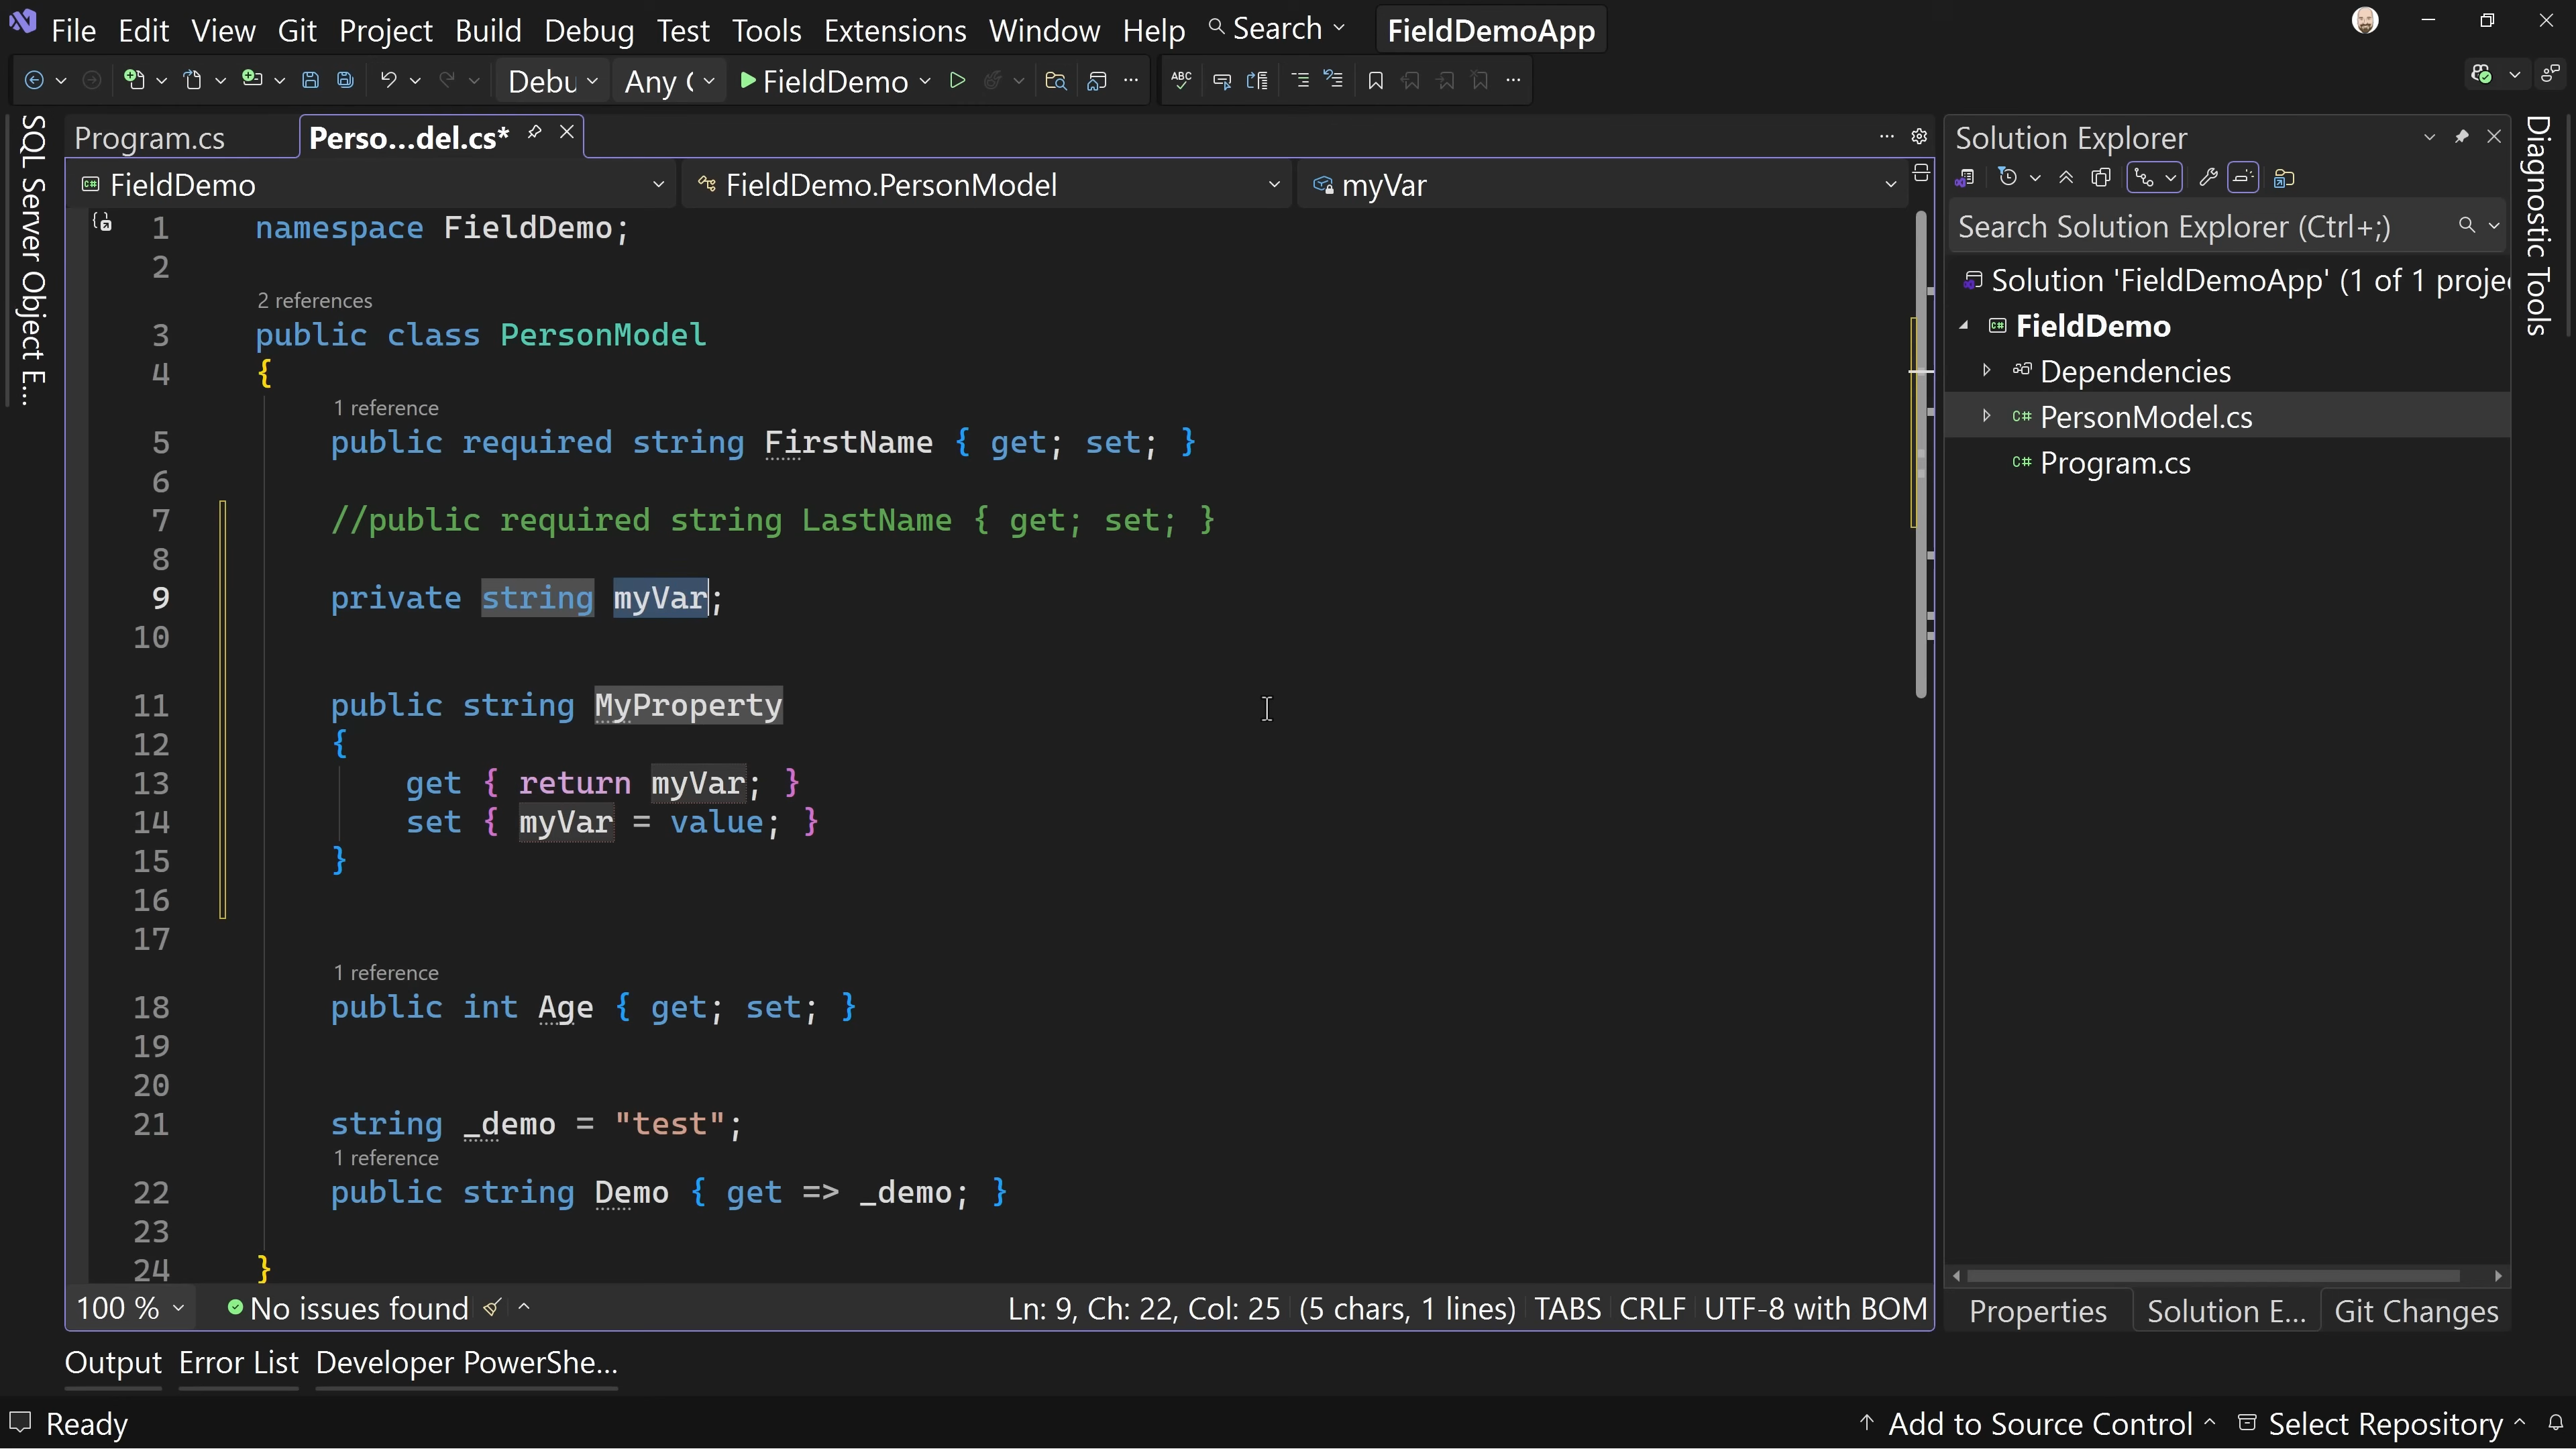 File Edit View Git Project Build Debug Test Tools Extensions Window Help Search FieldDemoApp
Debu Any ( FieldDemo
SQL Server Object E...
Program.cs Perso...del.cs*
FieldDemo FieldDemo.PersonModel myVar
1 namespace FieldDemo;
2
2 references
3 public class PersonModel
4 {
1 reference
5 public required string FirstName { get; set; }
6
7 //public required string LastName { get; set; }
8
9 private string myVar;
10
11 public string MyProperty
12 {
13 get { return myVar; }
14 set { myVar = value; }
15 }
16
17
1 reference
18 public int Age { get; set; }
19
20
21 string _demo = "test";
1 reference
22 public string Demo { get => _demo; }
23
24 }
100 % No issues found Ln: 9, Ch: 22, Col: 25 (5 chars, 1 lines) TABS CRLF UTF-8 with BOM
Solution Explorer
Search Solution Explorer (Ctrl+;)
Solution 'FieldDemoApp' (1 of 1 proje
C# FieldDemo
Dependencies
C# PersonModel.cs
C# Program.cs
Properties Solution E... Git Changes
Diagnostic Tools
Output Error List Developer PowerShe...
Ready Add to Source Control Select Repository